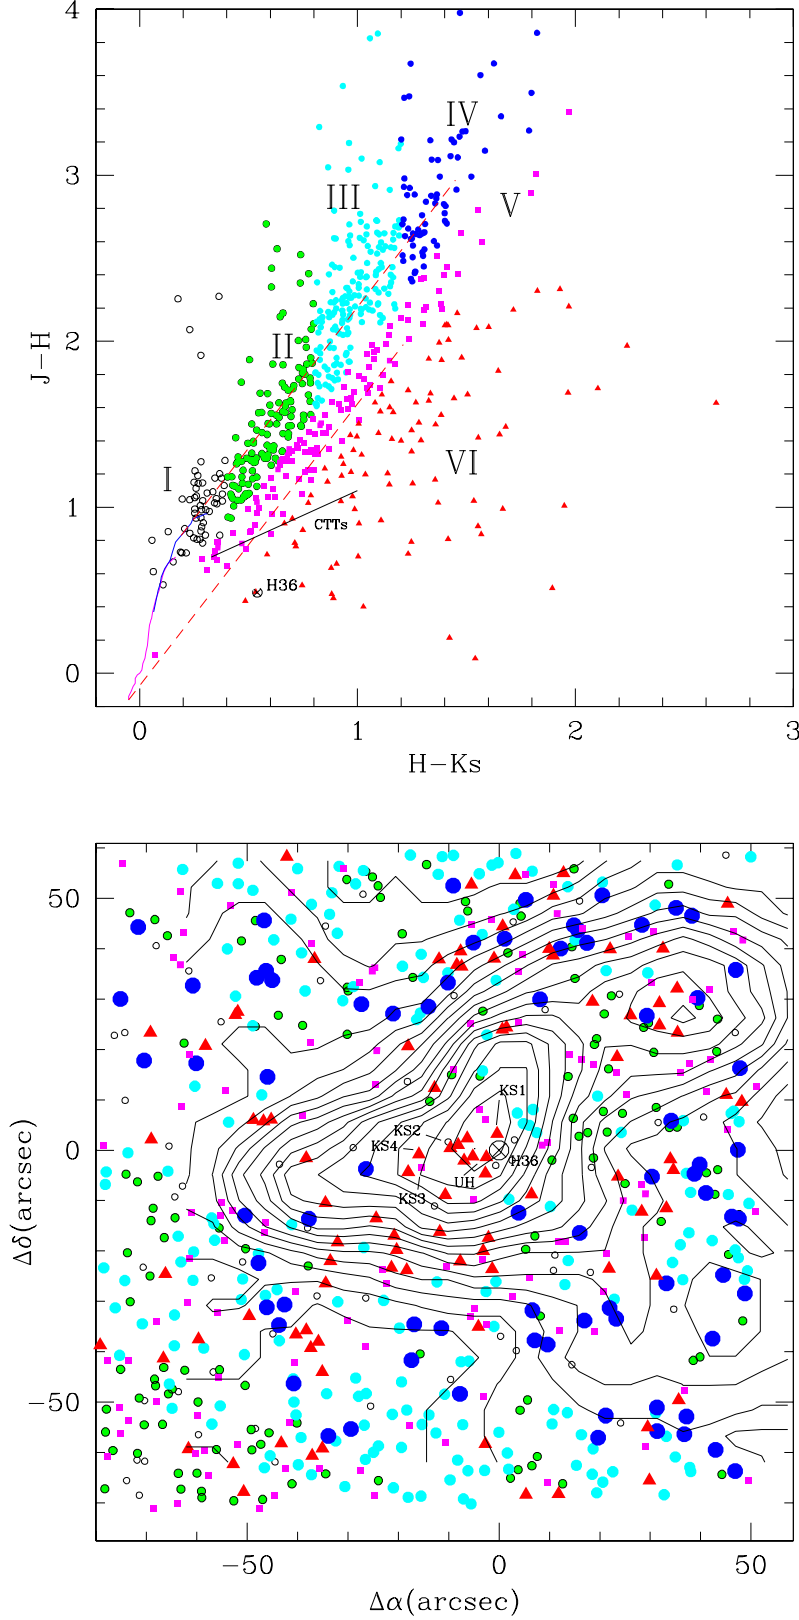 4
IV
3
III
V
J-H
II
2
I
VI
1
CTTs
H36
0
0
1
2
3
H-Ks
50
KS1
KS2
KS4
H36
0
UH
KS3
Δδ(arcsec)
-50
-50
0
50
Δα(arcsec)